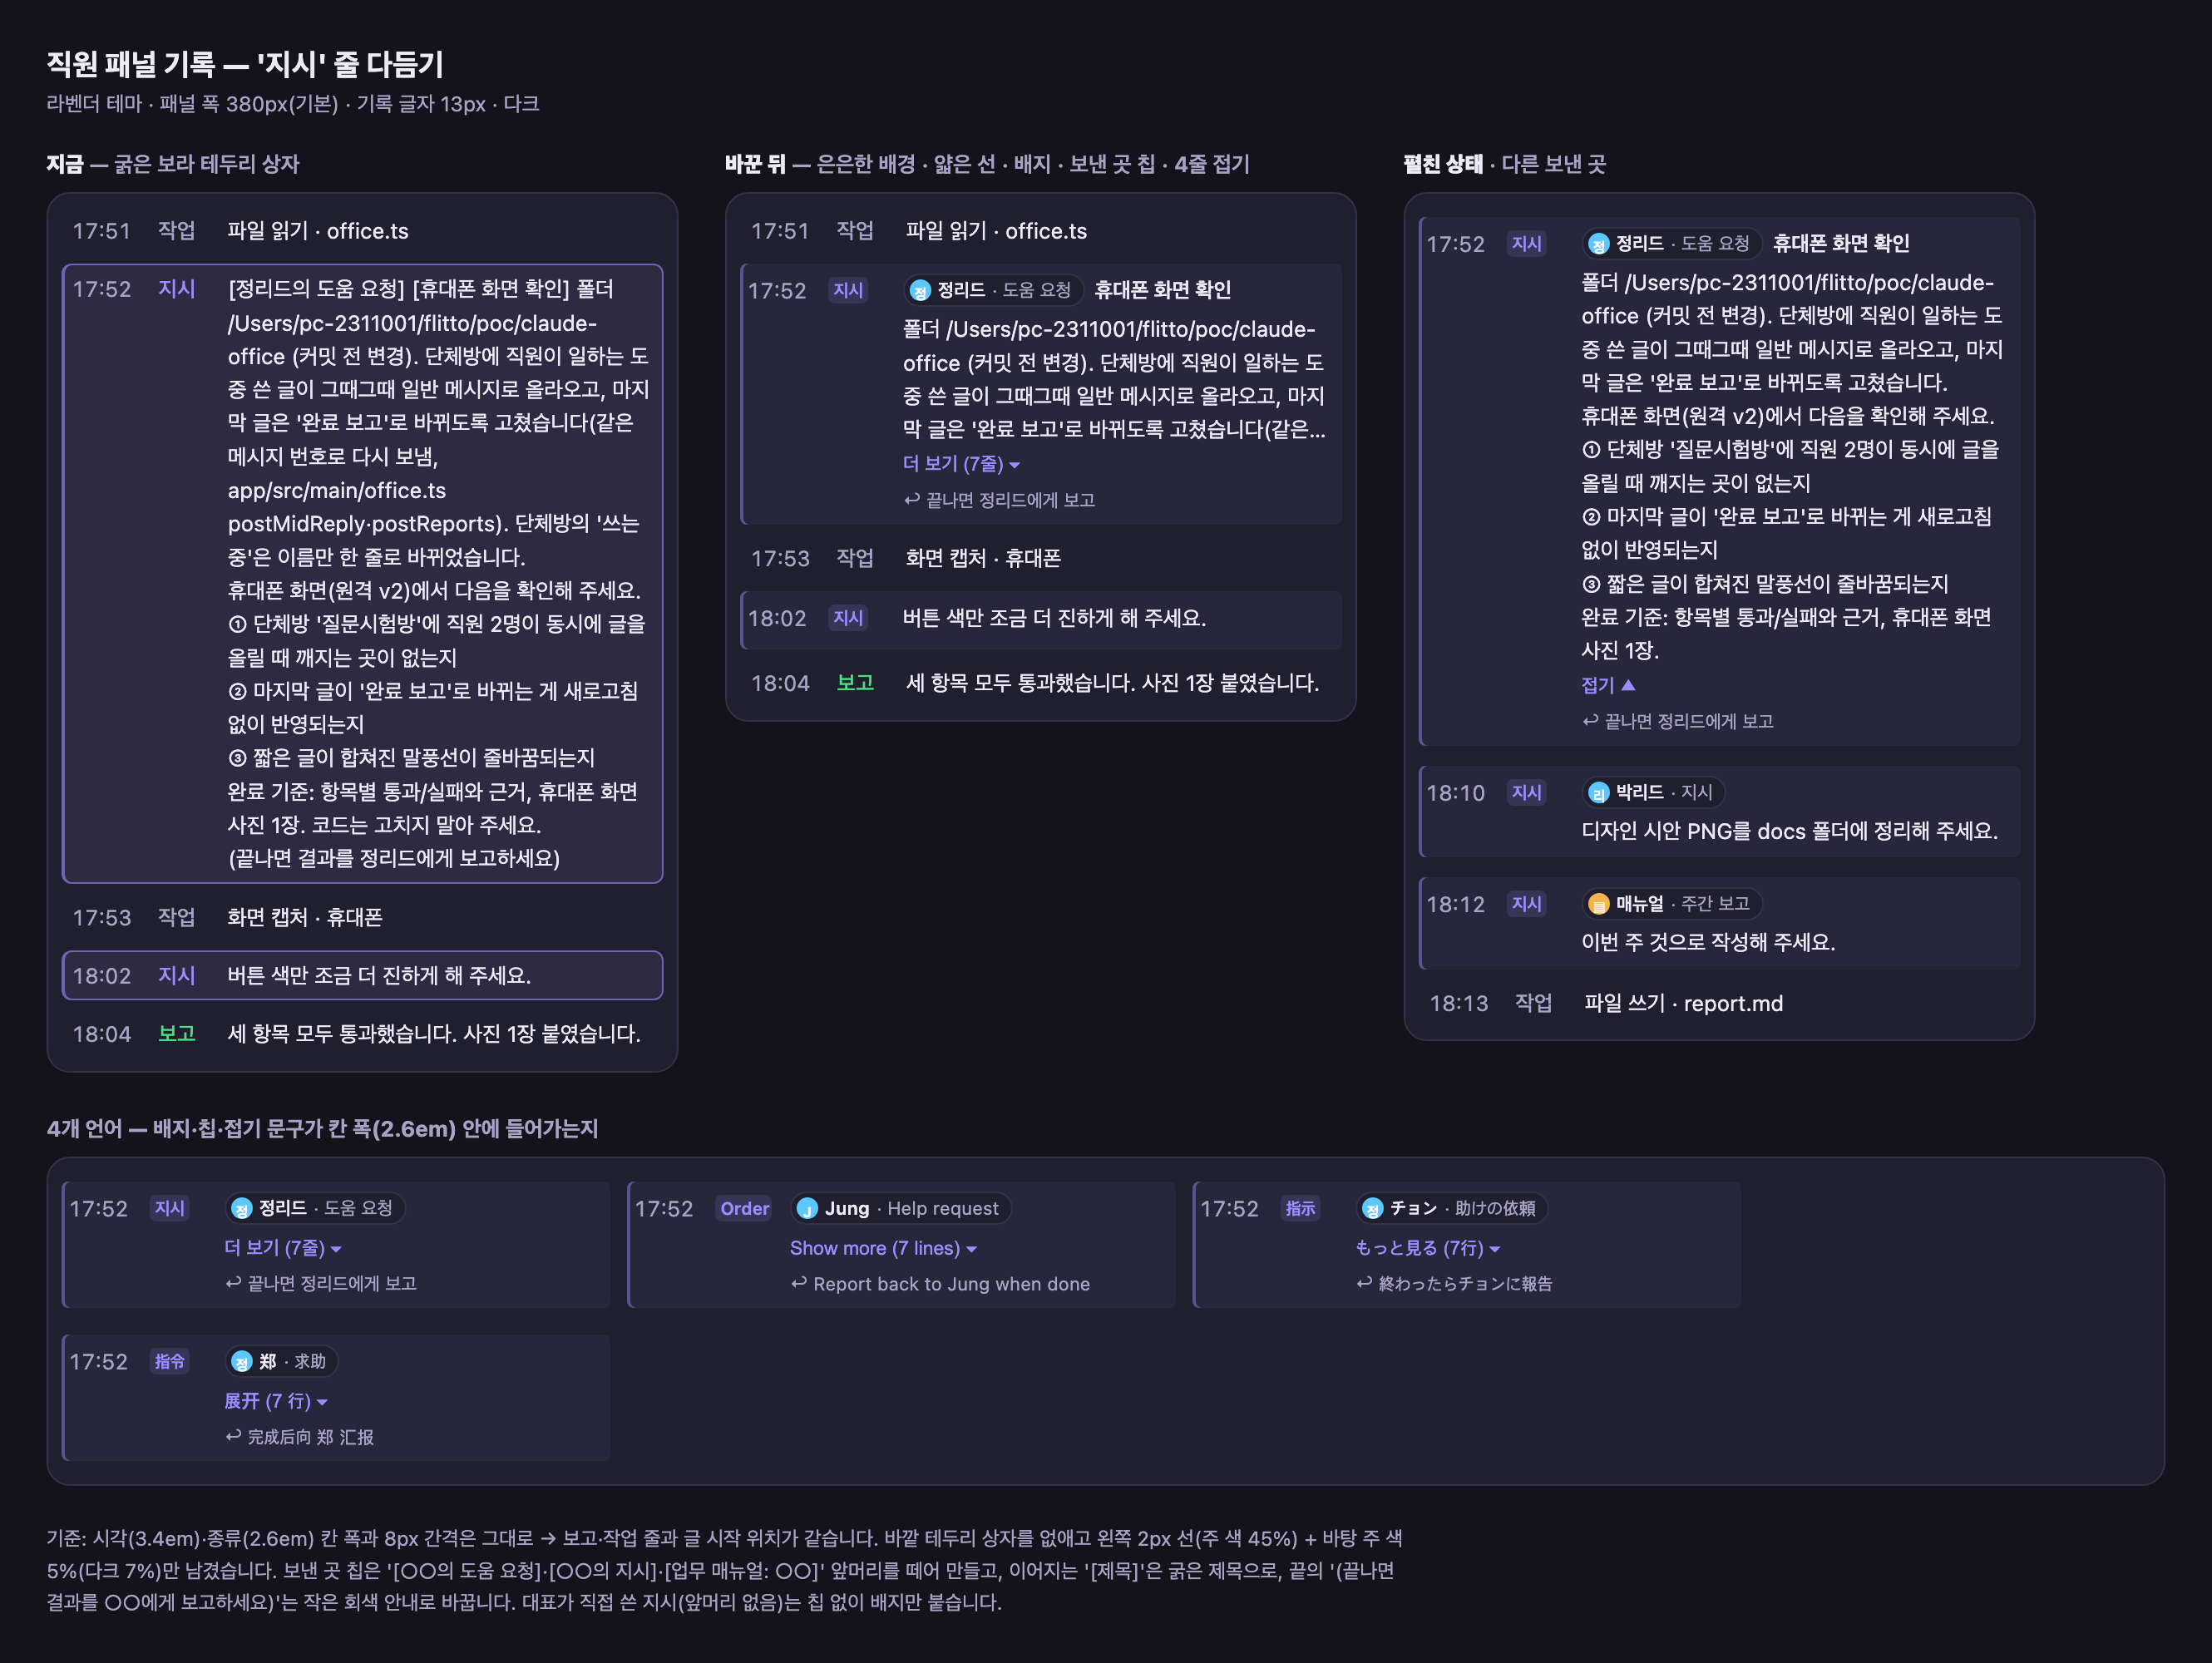 직원 패널 기록 — '지시' 줄 다듬기
라벤더 테마 · 패널 폭 380px(기본) · 기록 글자 13px · 다크
지금 — 굵은 보라 테두리 상자
17:51 작업 파일 읽기 · office.ts
17:52 지시 [정리드의 도움 요청] [휴대폰 화면 확인] 폴더
/Users/pc-2311001/flitto/poc/claude-
office (커밋 전 변경). 단체방에 직원이 일하는 도
중 쓴 글이 그때그때 일반 메시지로 올라오고, 마지
막 글은 '완료 보고'로 바뀌도록 고쳤습니다(같은
메시지 번호로 다시 보냄,
app/src/main/office.ts
postMidReply·postReports). 단체방의 '쓰는
중'은 이름만 한 줄로 바뀌었습니다.
휴대폰 화면(원격 v2)에서 다음을 확인해 주세요.
① 단체방 '질문시험방'에 직원 2명이 동시에 글을
올릴 때 깨지는 곳이 없는지
② 마지막 글이 '완료 보고'로 바뀌는 게 새로고침
없이 반영되는지
③ 짧은 글이 합쳐진 말풍선이 줄바꿈되는지
완료 기준: 항목별 통과/실패와 근거, 휴대폰 화면
사진 1장. 코드는 고치지 말아 주세요.
(끝나면 결과를 정리드에게 보고하세요)
17:53 작업 화면 캡처 · 휴대폰
18:02 지시 버튼 색만 조금 더 진하게 해 주세요.
18:04 보고 세 항목 모두 통과했습니다. 사진 1장 붙였습니다.
바꾼 뒤 — 은은한 배경 · 얇은 선 · 배지 · 보낸 곳 칩 · 4줄 접기
17:51 작업 파일 읽기 · office.ts
17:52 지시 정 정리드 · 도움 요청 휴대폰 화면 확인
폴더 /Users/pc-2311001/flitto/poc/claude-
office (커밋 전 변경). 단체방에 직원이 일하는 도
중 쓴 글이 그때그때 일반 메시지로 올라오고, 마지
막 글은 '완료 보고'로 바뀌도록 고쳤습니다(같은...
더 보기 (7줄) ▾
↩ 끝나면 정리드에게 보고
17:53 작업 화면 캡처 · 휴대폰
18:02 지시 버튼 색만 조금 더 진하게 해 주세요.
18:04 보고 세 항목 모두 통과했습니다. 사진 1장 붙였습니다.
펼친 상태 · 다른 보낸 곳
17:52 지시 정 정리드 · 도움 요청 휴대폰 화면 확인
폴더 /Users/pc-2311001/flitto/poc/claude-
office (커밋 전 변경). 단체방에 직원이 일하는 도
중 쓴 글이 그때그때 일반 메시지로 올라오고, 마지
막 글은 '완료 보고'로 바뀌도록 고쳤습니다.
휴대폰 화면(원격 v2)에서 다음을 확인해 주세요.
① 단체방 '질문시험방'에 직원 2명이 동시에 글을
올릴 때 깨지는 곳이 없는지
② 마지막 글이 '완료 보고'로 바뀌는 게 새로고침
없이 반영되는지
③ 짧은 글이 합쳐진 말풍선이 줄바꿈되는지
완료 기준: 항목별 통과/실패와 근거, 휴대폰 화면
사진 1장.
접기 ▲
↩ 끝나면 정리드에게 보고
18:10 지시 리 박리드 · 지시
디자인 시안 PNG를 docs 폴더에 정리해 주세요.
18:12 지시 ▤ 매뉴얼 · 주간 보고
이번 주 것으로 작성해 주세요.
18:13 작업 파일 쓰기 · report.md
4개 언어 — 배지·칩·접기 문구가 칸 폭(2.6em) 안에 들어가는지
17:52 지시 정 정리드 · 도움 요청
더 보기 (7줄) ▾
↩ 끝나면 정리드에게 보고
17:52 Order J Jung · Help request
Show more (7 lines) ▾
↩ Report back to Jung when done
17:52 指示 정 チョン · 助けの依頼
もっと見る (7行) ▾
↩ 終わったらチョンに報告
17:52 指令 정 郑 · 求助
展开 (7 行) ▾
↩ 完成后向 郑 汇报
기준: 시각(3.4em)·종류(2.6em) 칸 폭과 8px 간격은 그대로 → 보고·작업 줄과 글 시작 위치가 같습니다. 바깥 테두리 상자를 없애고 왼쪽 2px 선(주 색 45%) + 바탕 주 색
5%(다크 7%)만 남겼습니다. 보낸 곳 칩은 '[○○의 도움 요청]·[○○의 지시]·[업무 매뉴얼: ○○]' 앞머리를 떼어 만들고, 이어지는 '[제목]'은 굵은 제목으로, 끝의 '(끝나면
결과를 ○○에게 보고하세요)'는 작은 회색 안내로 바꿉니다. 대표가 직접 쓴 지시(앞머리 없음)는 칩 없이 배지만 붙습니다.